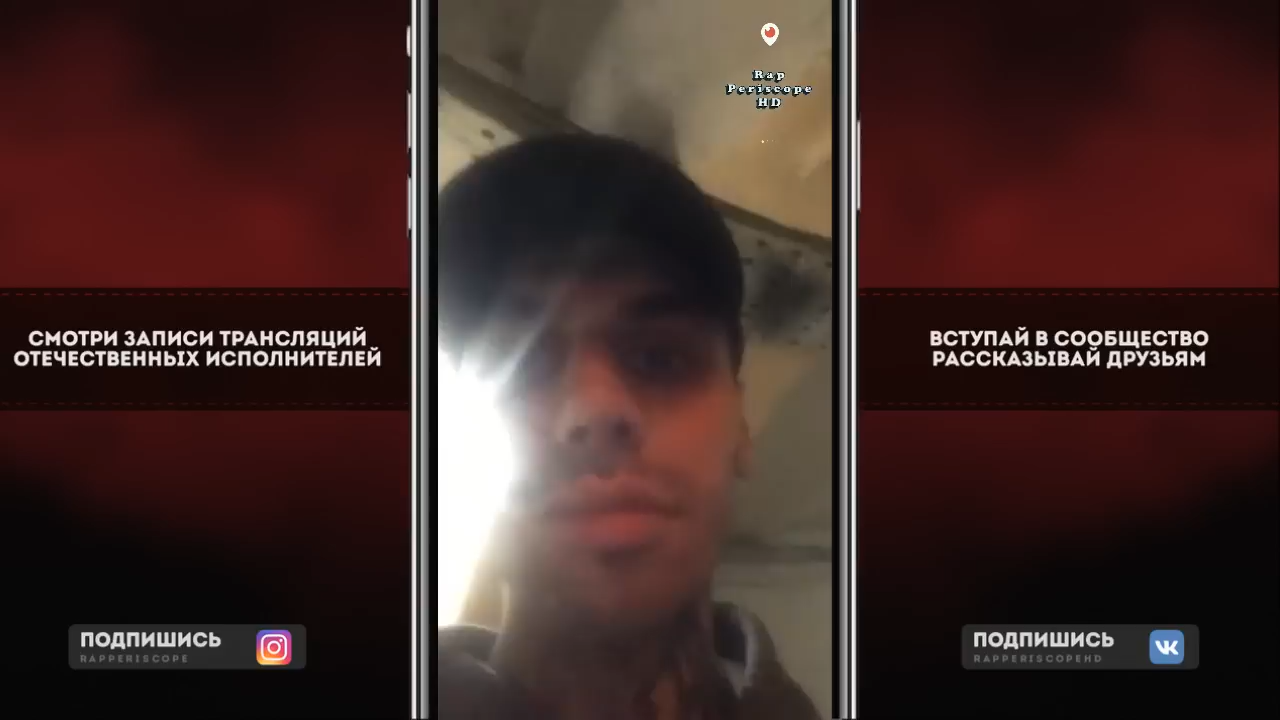 Rap
Periscope
HD
СМОТРИ ЗАПИСИ ТРАНСЛЯЦИЙ
ОТЕЧЕСТВЕННЫХ ИСПОЛНИТЕЛЕЙ
ВСТУПАЙ В СООБЩЕСТВО
РАССКАЗЫВАЙ ДРУЗЬЯМ
ПОДПИШИСЬ
RAPPERISCOPE
ПОДПИШИСЬ
RAPPERISCOPEHD